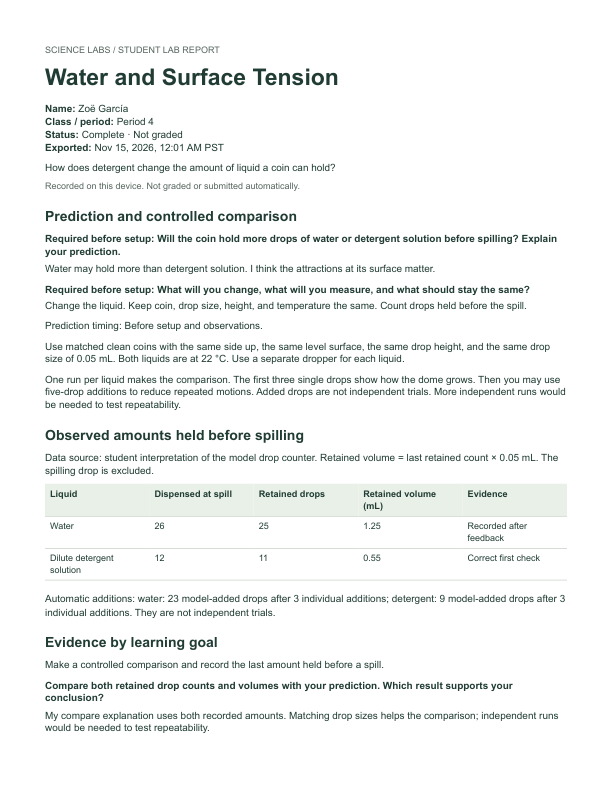 SCIENCE LABS / STUDENT LAB REPORT
Water and Surface Tension
Name: Zoë García
Class / period: Period 4
Status: Complete · Not graded
Exported: Nov 15, 2026, 12:01 AM PST
How does detergent change the amount of liquid a coin can hold?
Recorded on this device. Not graded or submitted automatically.
Prediction and controlled comparison
Required before setup: Will the coin hold more drops of water or detergent solution before spilling? Explain
your prediction.
Water may hold more than detergent solution. I think the attractions at its surface matter.
Required before setup: What will you change, what will you measure, and what should stay the same?
Change the liquid. Keep coin, drop size, height, and temperature the same. Count drops held before the spill.
Prediction timing: Before setup and observations.
Use matched clean coins with the same side up, the same level surface, the same drop height, and the same drop
size of 0.05 mL. Both liquids are at 22 °C. Use a separate dropper for each liquid.
One run per liquid makes the comparison. The first three single drops show how the dome grows. Then you may use
five-drop additions to reduce repeated motions. Added drops are not independent trials. More independent runs would
be needed to test repeatability.
Observed amounts held before spilling
Data source: student interpretation of the model drop counter. Retained volume = last retained count × 0.05 mL. The
spilling drop is excluded.
Liquid Dispensed at spill Retained drops Retained volume
(mL) Evidence
Water 26 25 1.25 Recorded after
feedback
Dilute detergent
solution 12 11 0.55 Correct first check
Automatic additions: water: 23 model-added drops after 3 individual additions; detergent: 9 model-added drops after 3
individual additions. They are not independent trials.
Evidence by learning goal
Make a controlled comparison and record the last amount held before a spill.
Compare both retained drop counts and volumes with your prediction. Which result supports your
conclusion?
My compare explanation uses both recorded amounts. Matching drop sizes helps the comparison; independent runs
would be needed to test repeatability.